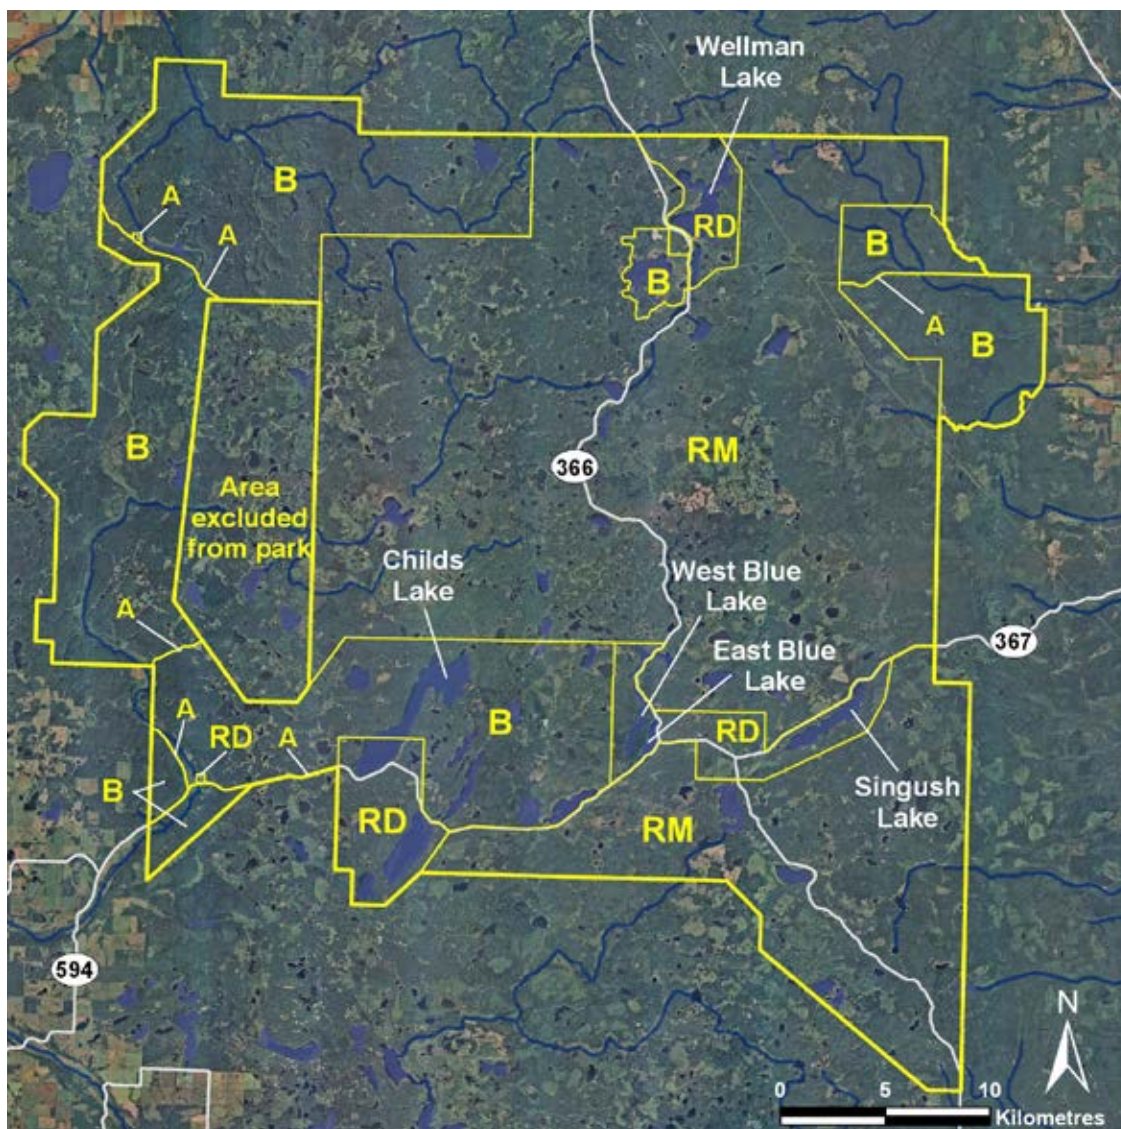 Wellman
Lake
A
B
A
RD
B
B
A
B
B
RM
366
Area
excluded
from park
Childs
Lake
West Blue
Lake
East Blue
Lake
367
A
A
RD
A
B
RD
B
RD
RM
Singush
Lake
594
N
0
5
10
Kilometres